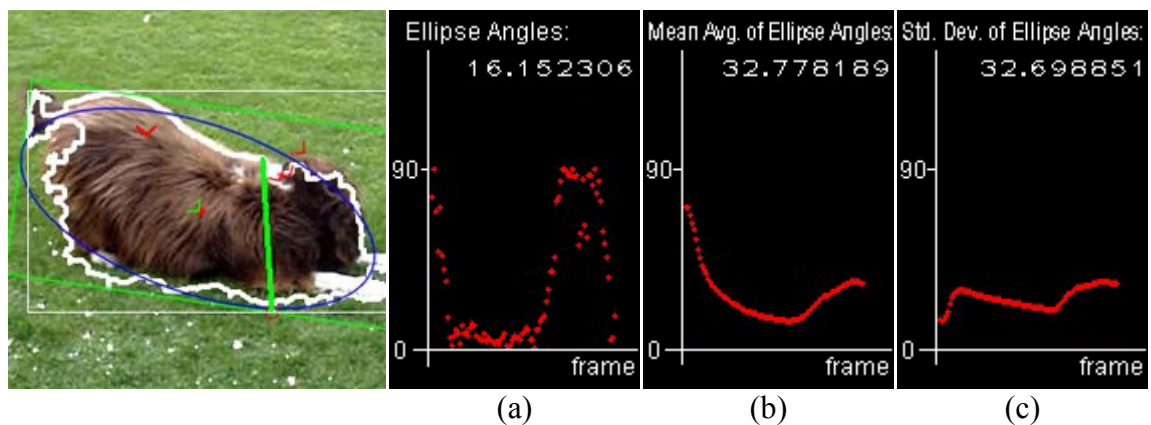 Ellipse Angles:
16.152306
90
0
frame
Mean Avg. of Ellipse Angles:
32.778189
90
0
frame
Std. Dev. of Ellipse Angles:
32.698851
90
0
frame
(a)
(b)
(c)